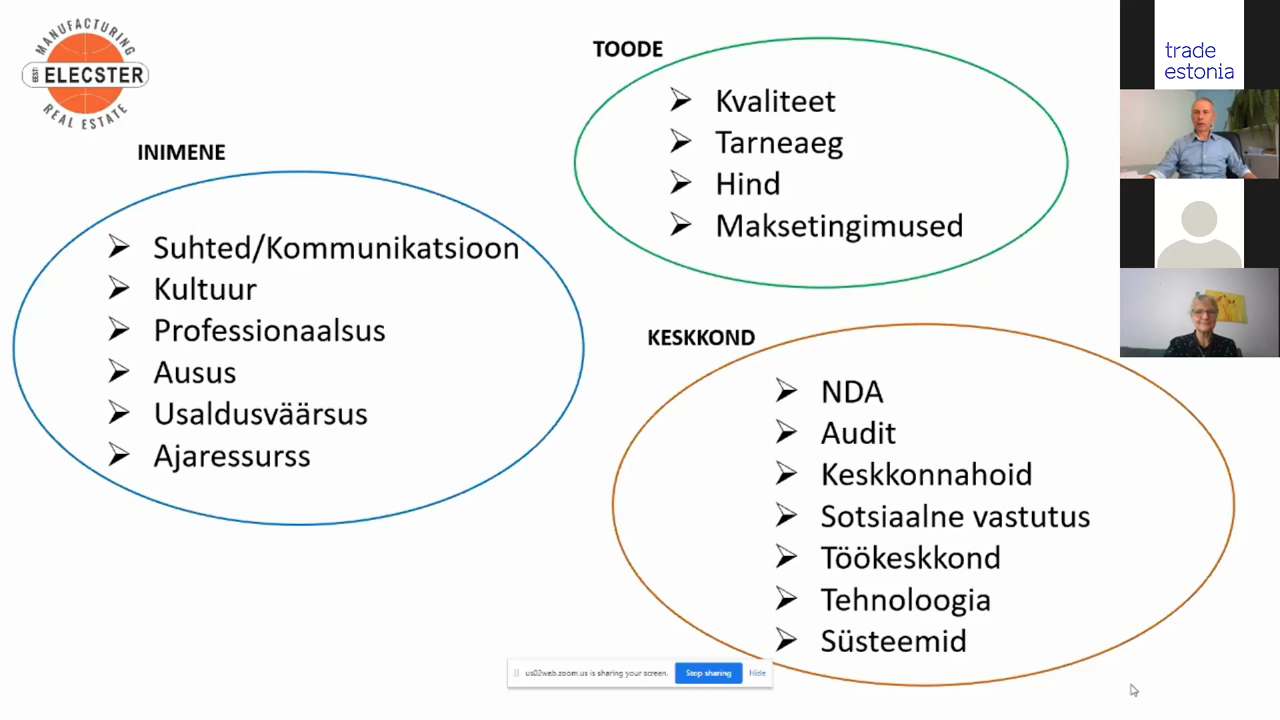 MANUFACTURING
EESTI ELECSTER
REAL ESTATE
INIMENE
Suhted/Kommunikatsioon
Kultuur
Professionaalsus
Ausus
Usaldusväärsus
Ajaressurss
TOODE
Kvaliteet
Tarneaeg
Hind
Maksetingimused
KESKKOND
NDA
Audit
Keskkonnahoid
Sotsiaalne vastutus
Töökeskkond
Tehnoloogia
Süsteemid
trade
estonia
us02web.zoom.us is sharing your screen. Stop sharing Hide